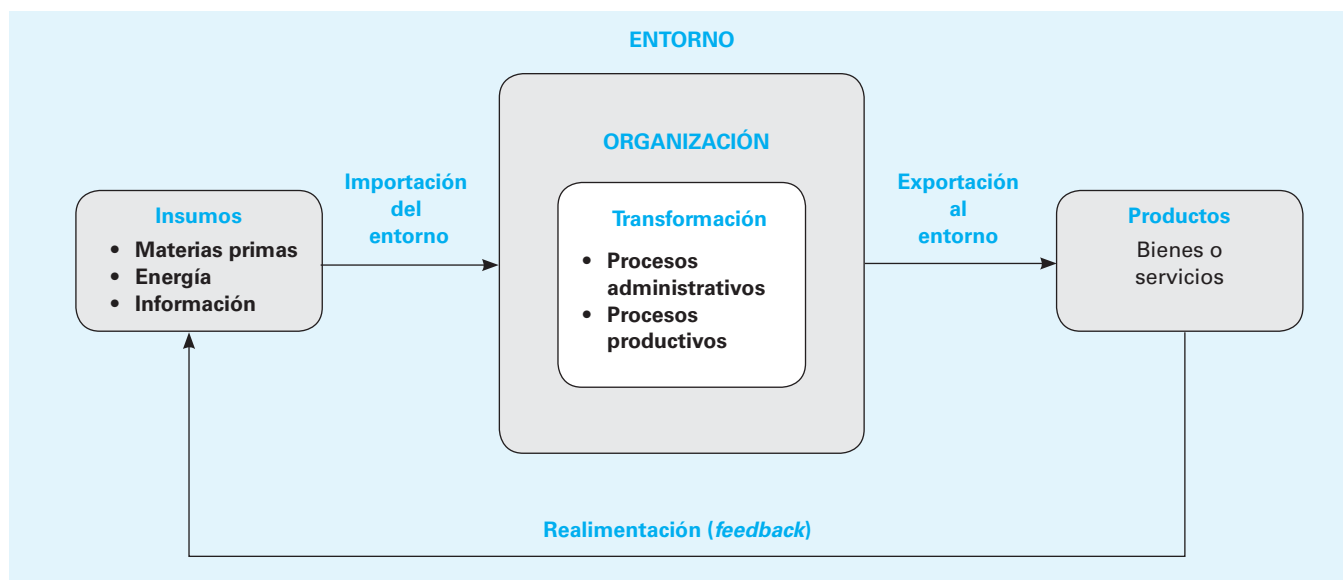 ENTORNO
ORGANIZACIÓN
Insumos
• Materias primas
• Energía
• Información
Importación
del
entorno
Transformación
• Procesos
administrativos
• Procesos
productivos
Exportación
al
entorno
Productos
Bienes o
servicios
Realimentación (feedback)